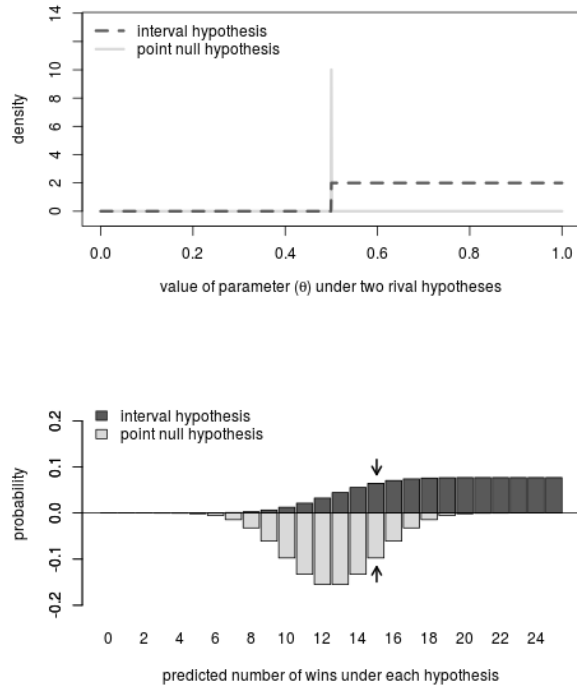 14
interval hypothesis
point null hypothesis
12
10
8
6
4
2
0
density
0.0 0.2 0.4 0.6 0.8 1.0
value of parameter (θ) under two rival hypotheses
interval hypothesis
point null hypothesis
0.2
0.1
0.0
-0.1
-0.2
probability
0 2 4 6 8 10 12 14 16 18 20 22 24
predicted number of wins under each hypothesis